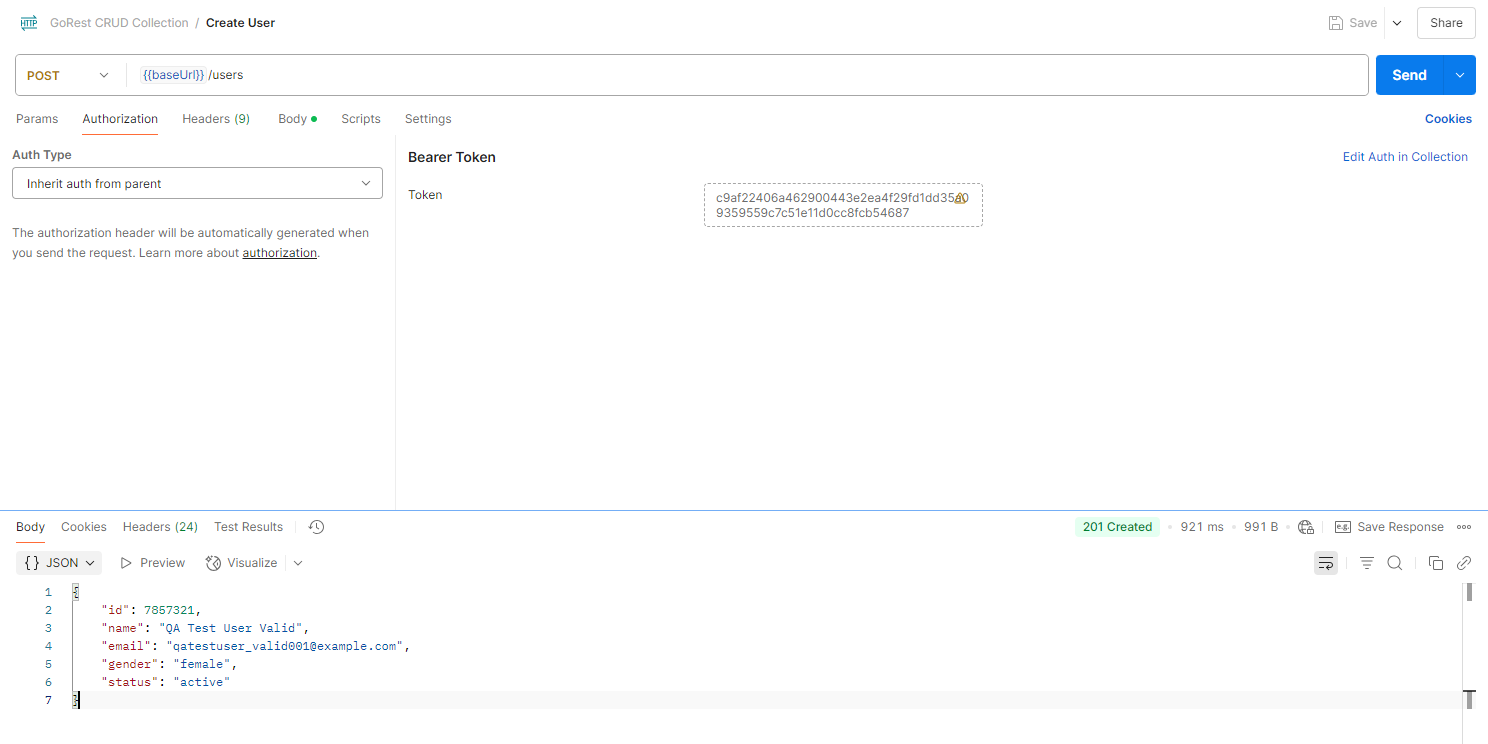 HTTP GoRest CRUD Collection / Create User Save Share
POST {{baseUrl}} /users Send
Params Authorization Headers (9) Body Scripts Settings Cookies
Auth Type
Inherit auth from parent
The authorization header will be automatically generated when
you send the request. Learn more about authorization.
Bearer Token Edit Auth in Collection
Token
9359559c7c51e11d0cc8fcb54687
Body Cookies Headers (24) Test Results 201 Created 921 ms 991 B e.g. Save Response
{} JSON Preview Visualize
1 {
2 "id": 7857321,
3 "name": "QA Test User Valid",
4 "email": "qatestuser_valid001@example.com",
5 "gender": "female",
6 "status": "active"
7 }